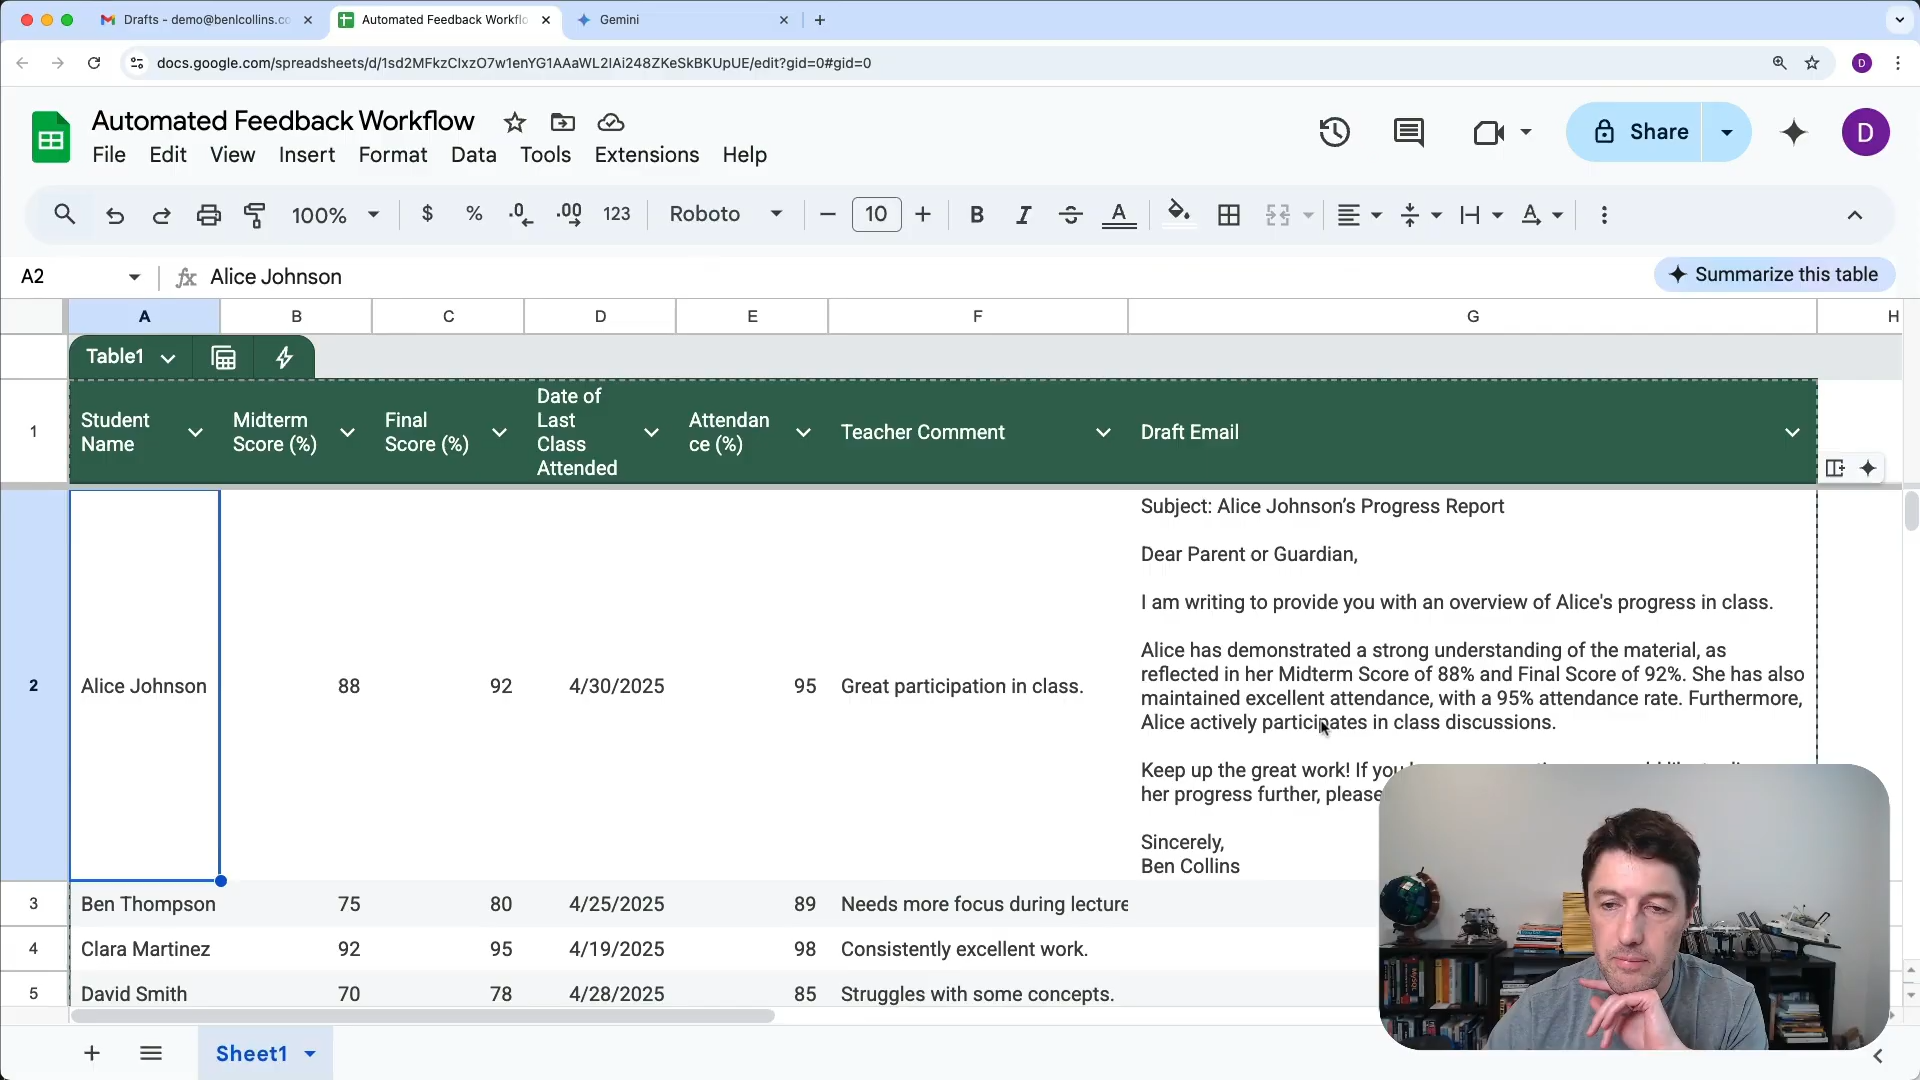 Drafts - demo@benlcollins.co
Automated Feedback Workflo
Gemini
docs.google.com/spreadsheets/d/1sd2MFkzClxzO7w1enYG1AAaWL2lAi248ZKeSkBKUpUE/edit?gid=0#gid=0
D
Automated Feedback Workflow
Share
D
File Edit View Insert Format Data Tools Extensions Help
100% $ % .0 .00 123 Roboto 10 B I A A
A2 fx Alice Johnson
Summarize this table
A B C D E F G H
Table1
1 Student Name Midterm Score (%) Final Score (%) Date of Last Class Attended Attendan ce (%) Teacher Comment Draft Email
2 Alice Johnson 88 92 4/30/2025 95 Great participation in class.
Subject: Alice Johnson’s Progress Report
Dear Parent or Guardian,
I am writing to provide you with an overview of Alice's progress in class.
Alice has demonstrated a strong understanding of the material, as
reflected in her Midterm Score of 88% and Final Score of 92%. She has also
maintained excellent attendance, with a 95% attendance rate. Furthermore,
Alice actively participates in class discussions.
Keep up the great work! If you
her progress further, please
Sincerely,
Ben Collins
3 Ben Thompson 75 80 4/25/2025 89 Needs more focus during lecture
4 Clara Martinez 92 95 4/19/2025 98 Consistently excellent work.
5 David Smith 70 78 4/28/2025 85 Struggles with some concepts.
Sheet1